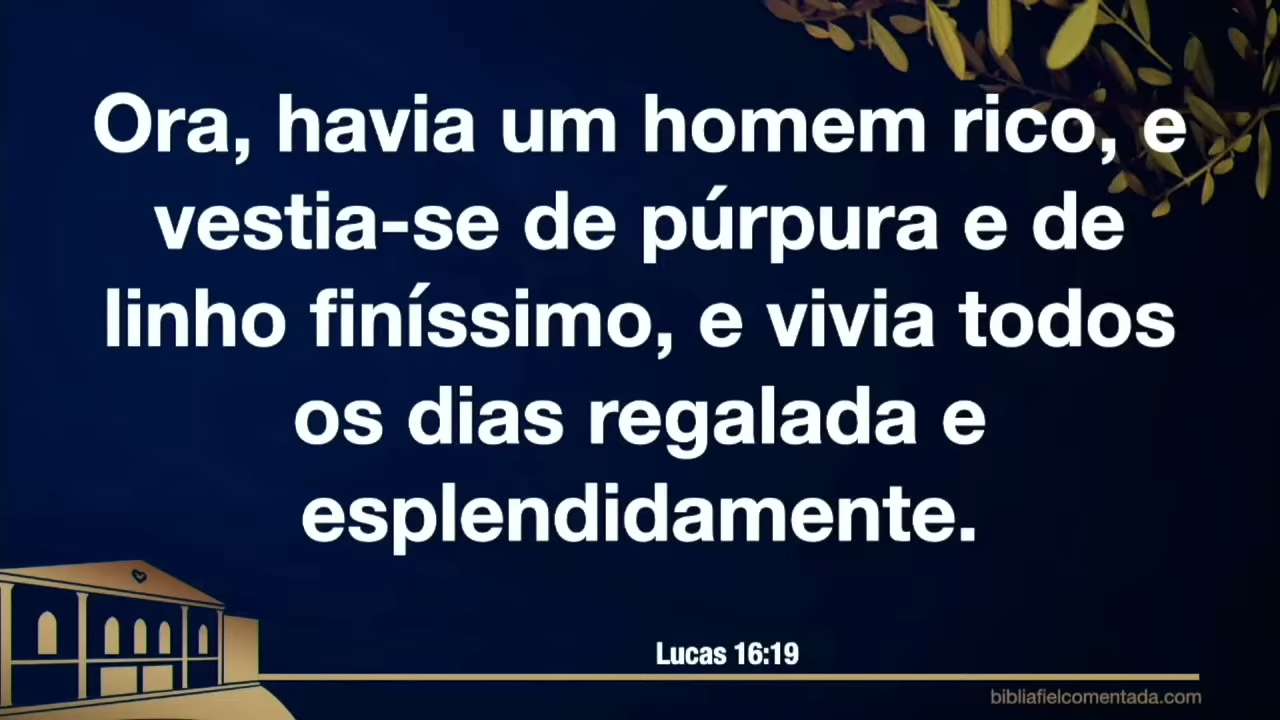 Ora, havia um homem rico, e
vestia-se de púrpura e de
linho finíssimo, e vivia todos
os dias regalada e
esplendidamente.
Lucas 16:19
bibliafielcomentada.com